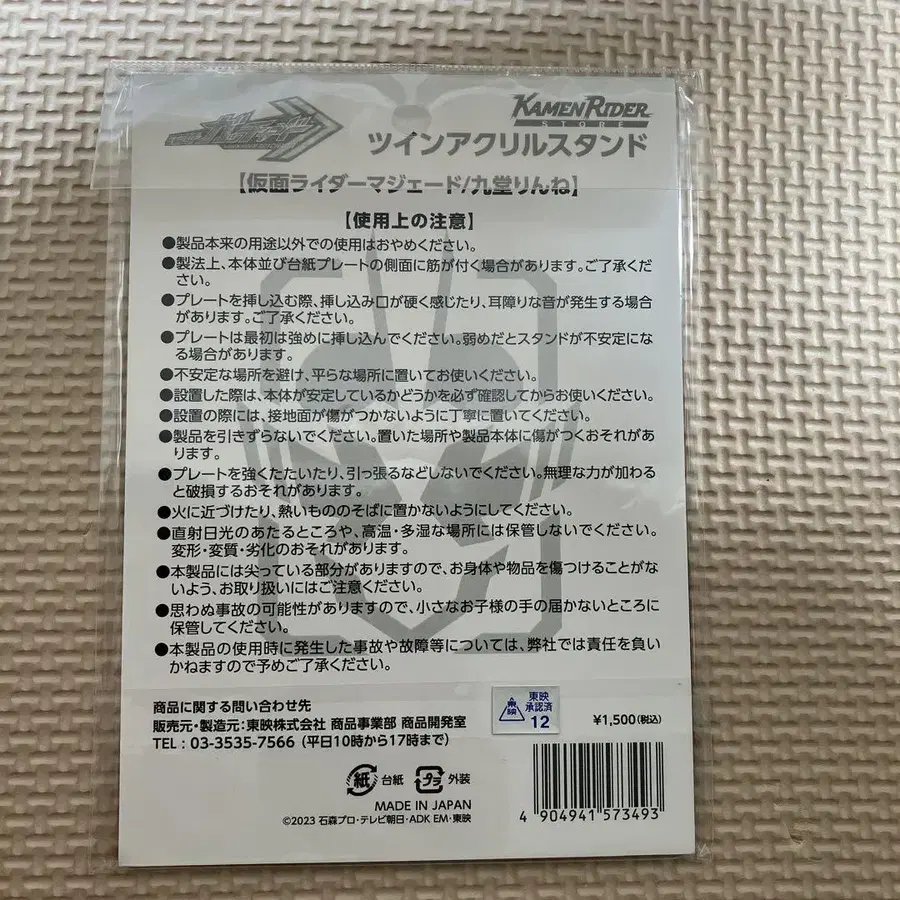 ガッチャード
KAMEN RIDER
STORE
ツインアクリルスタンド
【仮面ライダーマジェード/九堂りんね】
【使用上の注意】
●製品本来の用途以外での使用はおやめください。
●製法上、本体並び台紙プレートの側面に筋が付く場合があります。ご了承くだ
さい。
●プレートを挿し込む際、挿し込み口が硬く感じたり、耳障りな音が発生する場合
があります。ご了承ください。
●プレートは最初は強めに挿し込んでください。弱めだとスタンドが不安定にな
る場合があります。
●不安定な場所を避け、平らな場所に置いてお使いください。
●設置した際は、本体が安定しているかどうかを必ず確認してからお使いください。
●設置の際には、接地面が傷がつかないように丁寧に置いてください。
●製品を引きずらないでください。置いた場所や製品本体に傷がつくおそれがあ
ります。
●プレートを強くたたいたり、引っ張るなどしないでください。無理な力が加わる
と破損するおそれがあります。
●火に近づけたり、熱いもののそばに置かないようにしてください。
●直射日光のあたるところや、高温・多湿な場所には保管しないでください。
変形・変質・劣化のおそれがあります。
●本製品には尖っている部分がありますので、お身体や物品を傷つけることがな
いよう、お取り扱いにはご注意ください。
●思わぬ事故の可能性がありますので、小さなお子様の手の届かないところに
保管してください。
●本製品の使用時に発生した事故や故障等については、弊社では責任を負い
かねますので予めご了承ください。
商品に関する問い合わせ先
販売元・製造元:東映株式会社 商品事業部 商品開発室
TEL : 03-3535-7566 (平日10時から17時まで)
東映
東映
承認済
12
¥1,500(税込)
紙 台紙 プラ 外装
MADE IN JAPAN
©2023 石森プロ・テレビ朝日・ADK EM・東映
4 904941 573493